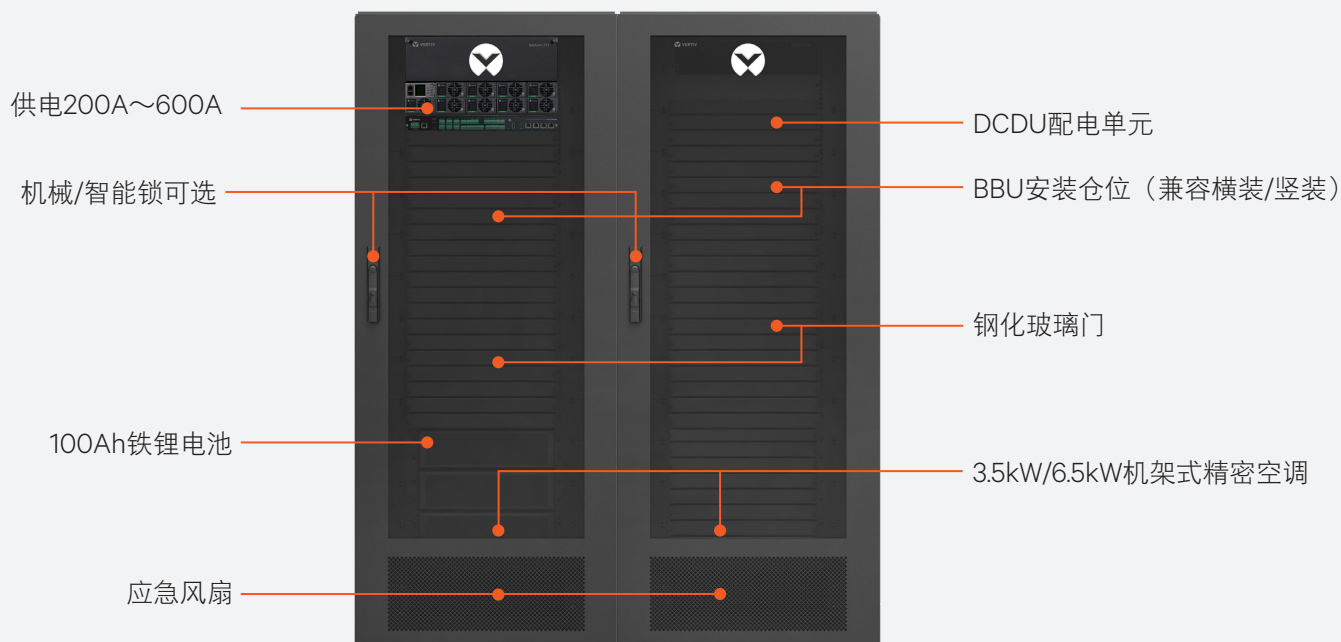 VERTIV
VERTIV
供电200A～600A
机械/智能锁可选
100Ah铁锂电池
应急风扇
DCDU配电单元
BBU安装仓位（兼容横装/竖装）
钢化玻璃门
3.5kW/6.5kW机架式精密空调